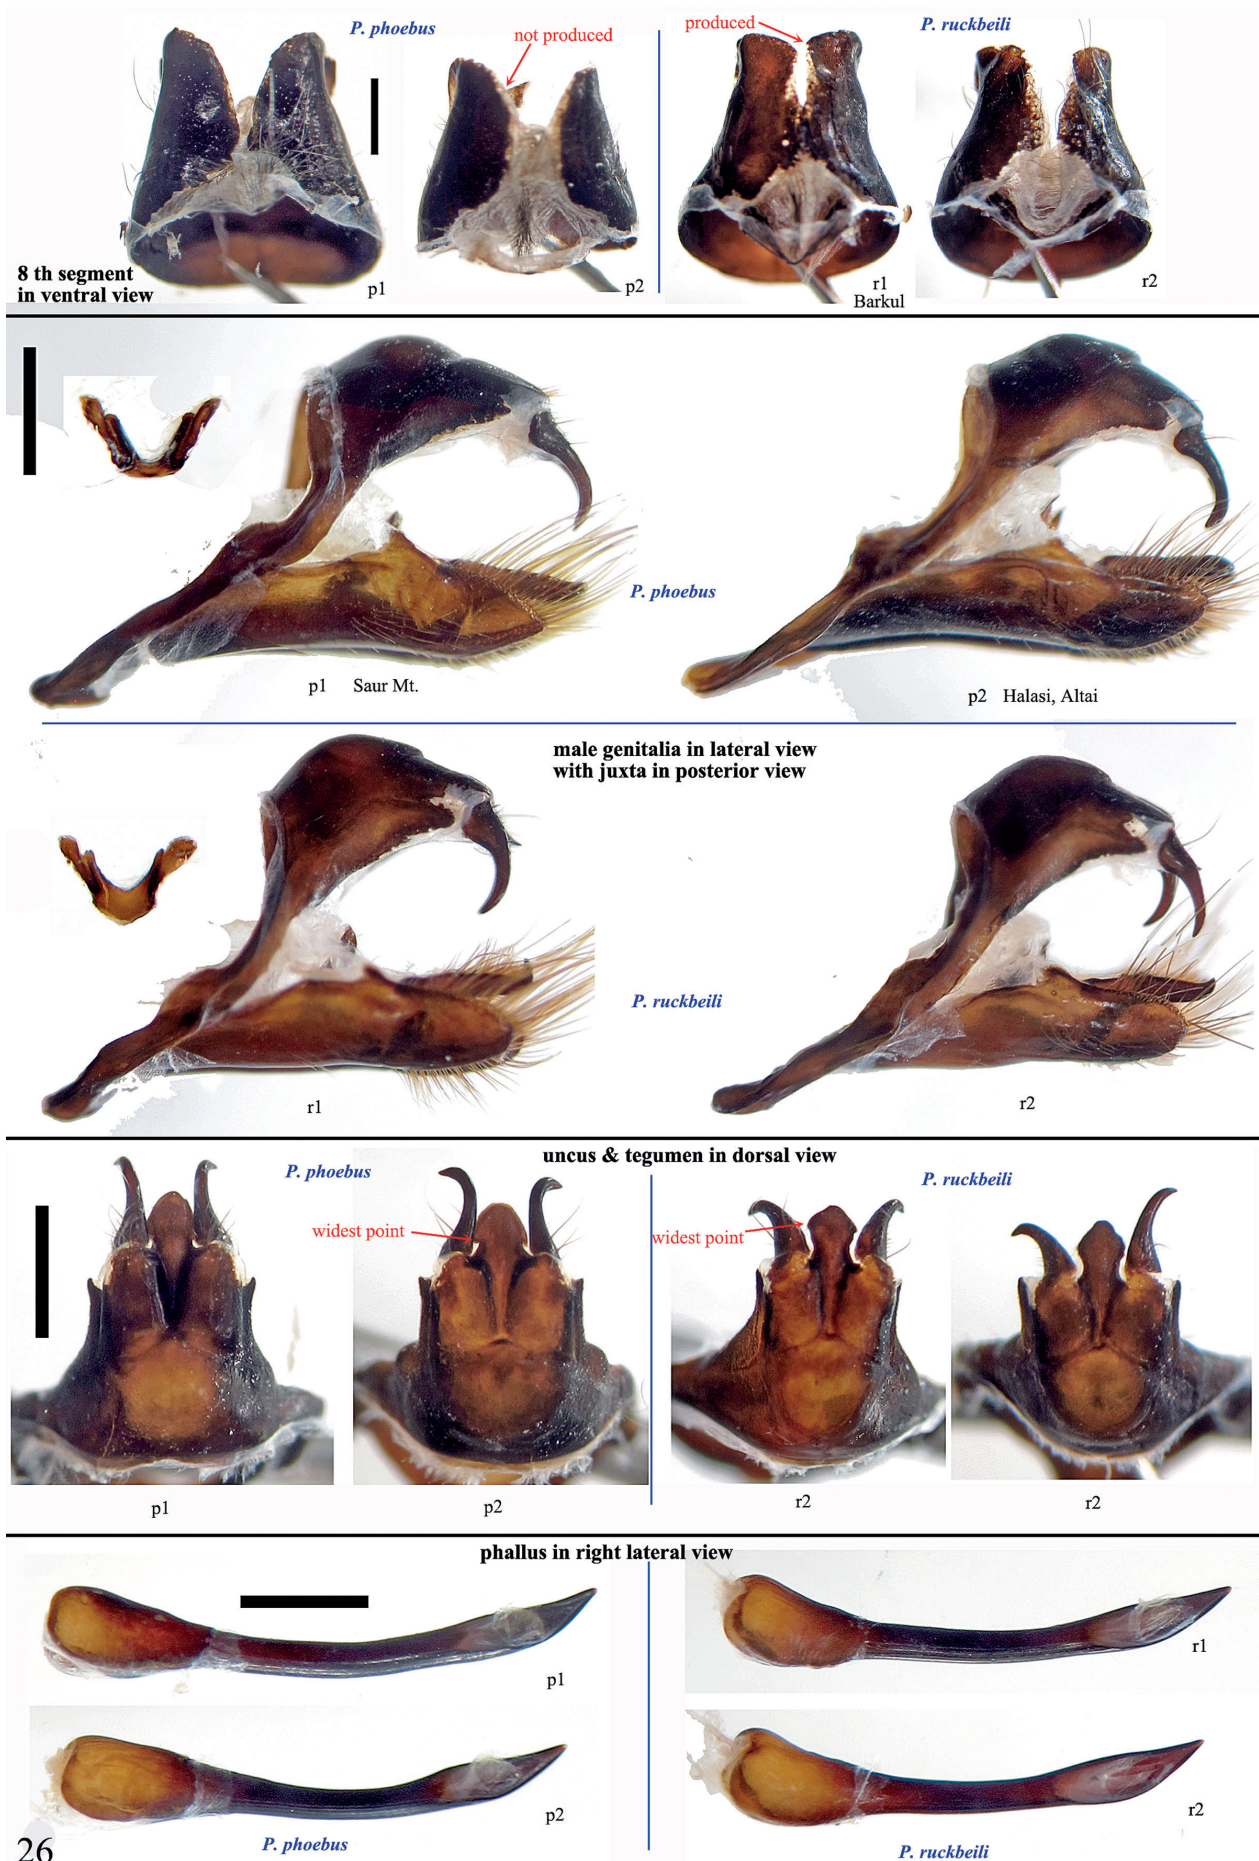 P. phoebus
not produced
produced
P. ruckbeili
8 th segment
in ventral view
p1
p2
r1
Barkul
r2
P. phoebus
p1 Saur Mt.
p2 Halasi, Altai
male genitalia in lateral view
with juxta in posterior view
P. ruckbeili
r1
r2
uncus & tegumen in dorsal view
P. phoebus
P. ruckbeili
widest point
widest point
p1
p2
r2
r2
phallus in right lateral view
p1
r1
p2
r2
26
P. phoebus
P. ruckbeili